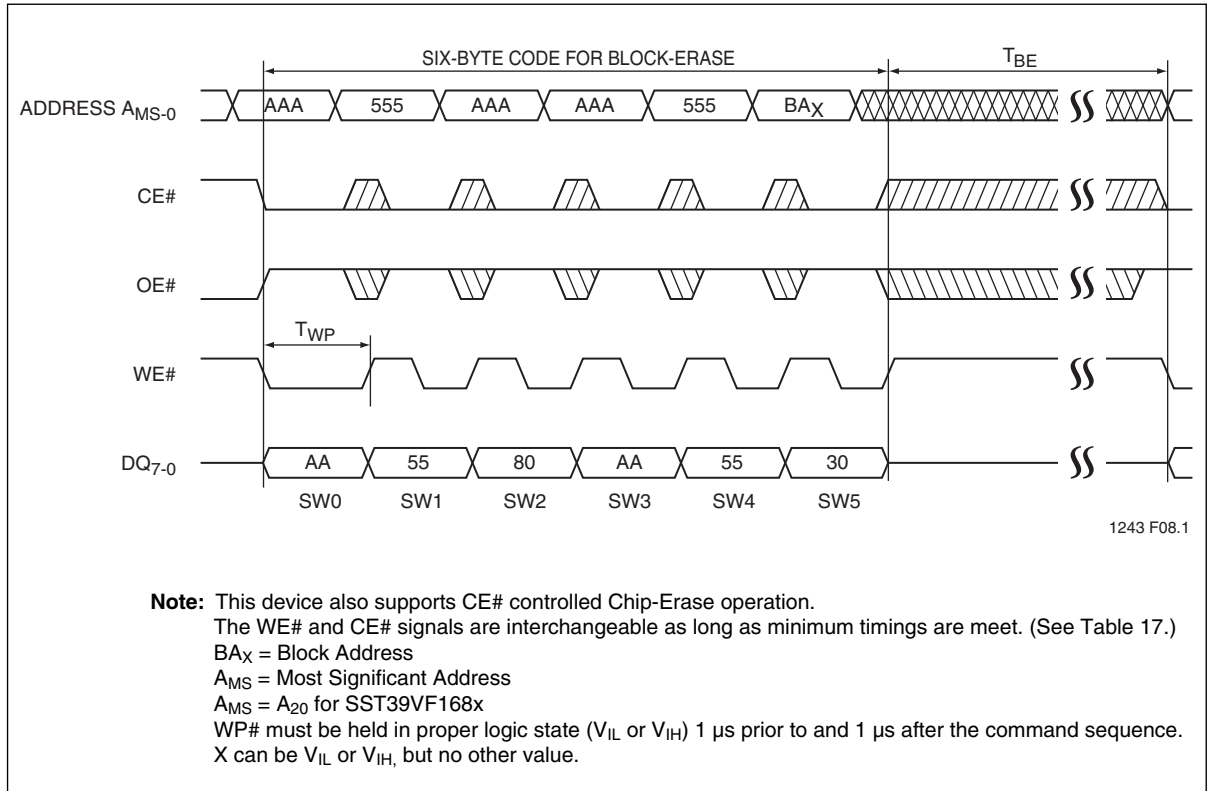 SIX-BYTE CODE FOR BLOCK-ERASE TBE
ADDRESS AMS-0 AAA 555 AAA AAA 555 BAX
CE#
OE#
TWP
WE#
DQ7-0 AA 55 80 AA 55 30
SW0 SW1 SW2 SW3 SW4 SW5
1243 F08.1
Note: This device also supports CE# controlled Chip-Erase operation.
The WE# and CE# signals are interchangeable as long as minimum timings are meet. (See Table 17.)
BAX = Block Address
AMS = Most Significant Address
AMS = A20 for SST39VF168x
WP# must be held in proper logic state (VIL or VIH) 1 µs prior to and 1 µs after the command sequence.
X can be VIL or VIH, but no other value.